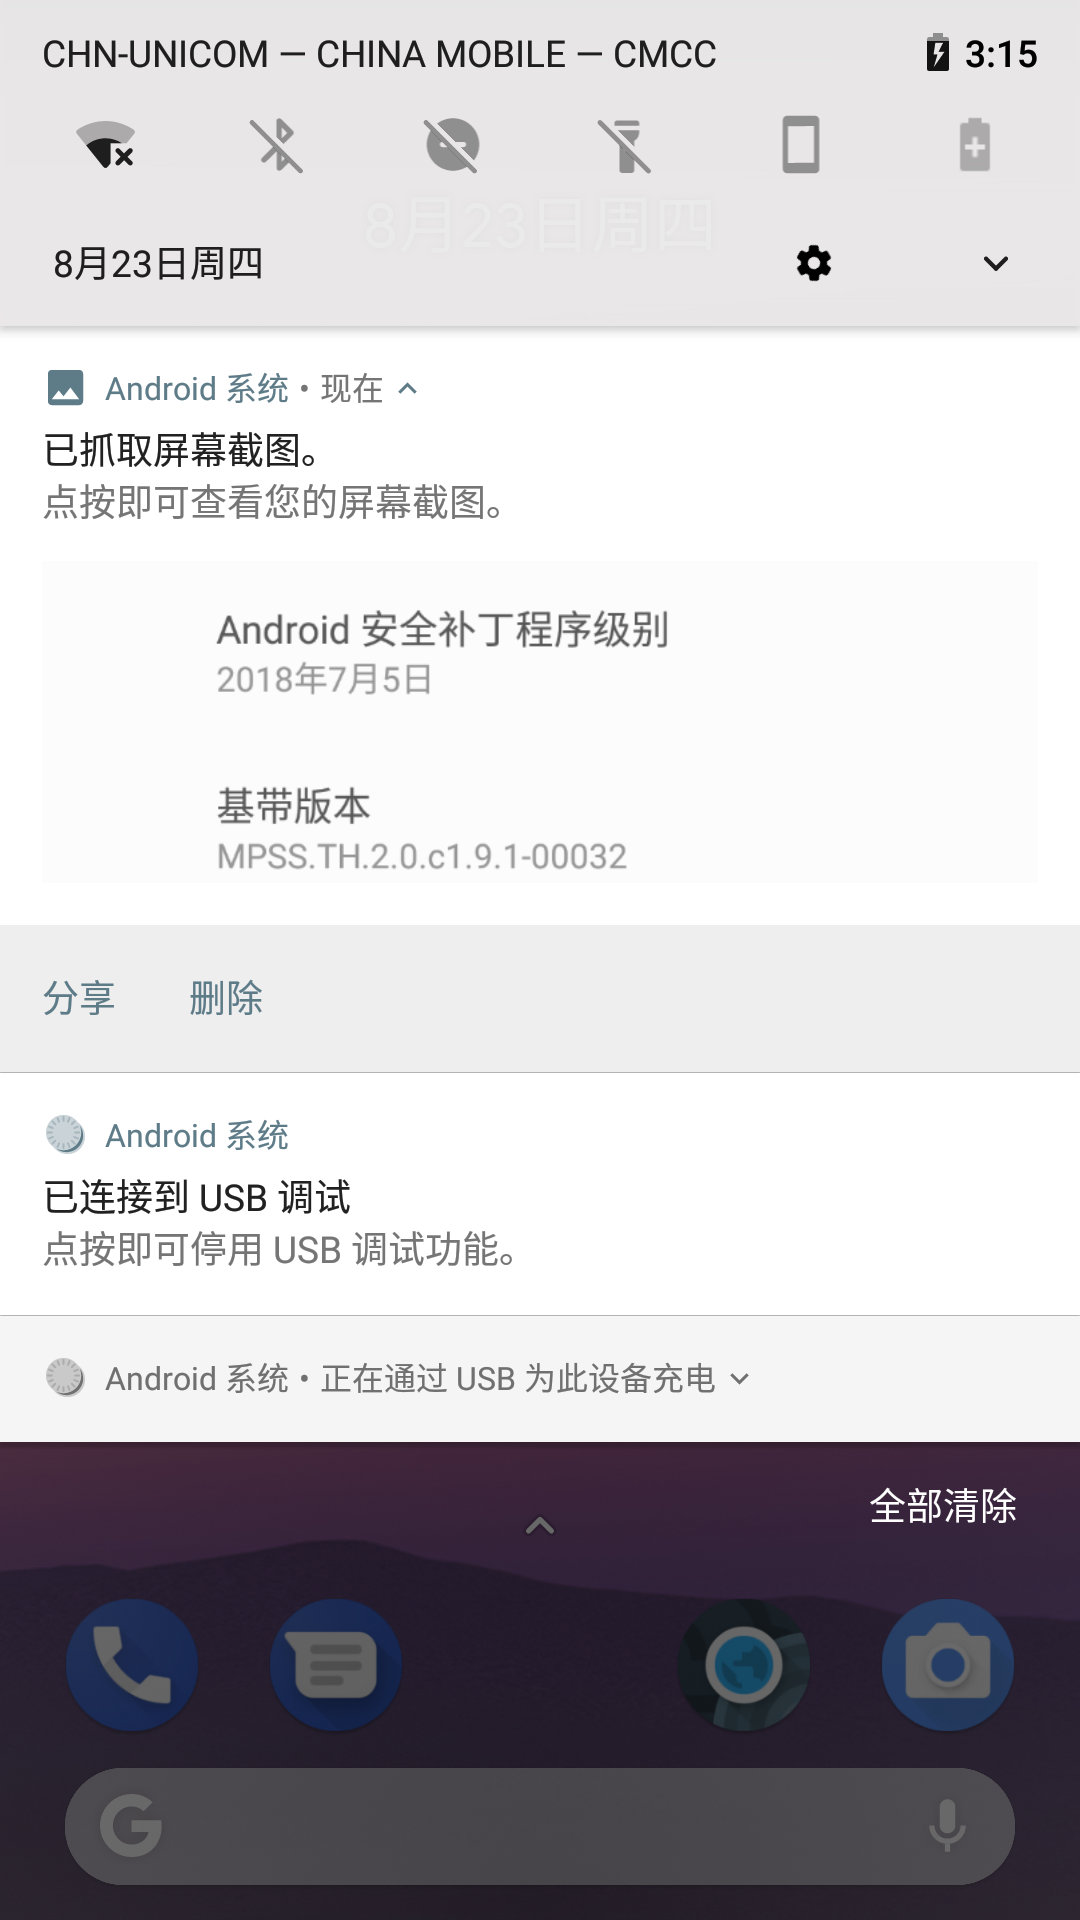 CHN-UNICOM — CHINA MOBILE — CMCC
3:15
8月23日周四
8月23日周四
Android 系统 • 现在
已抓取屏幕截图。
点按即可查看您的屏幕截图。
Android 安全补丁程序级别
2018年7月5日
基带版本
MPSS.TH.2.0.c1.9.1-00032
分享
删除
Android 系统
已连接到 USB 调试
点按即可停用 USB 调试功能。
Android 系统 • 正在通过 USB 为此设备充电
全部清除